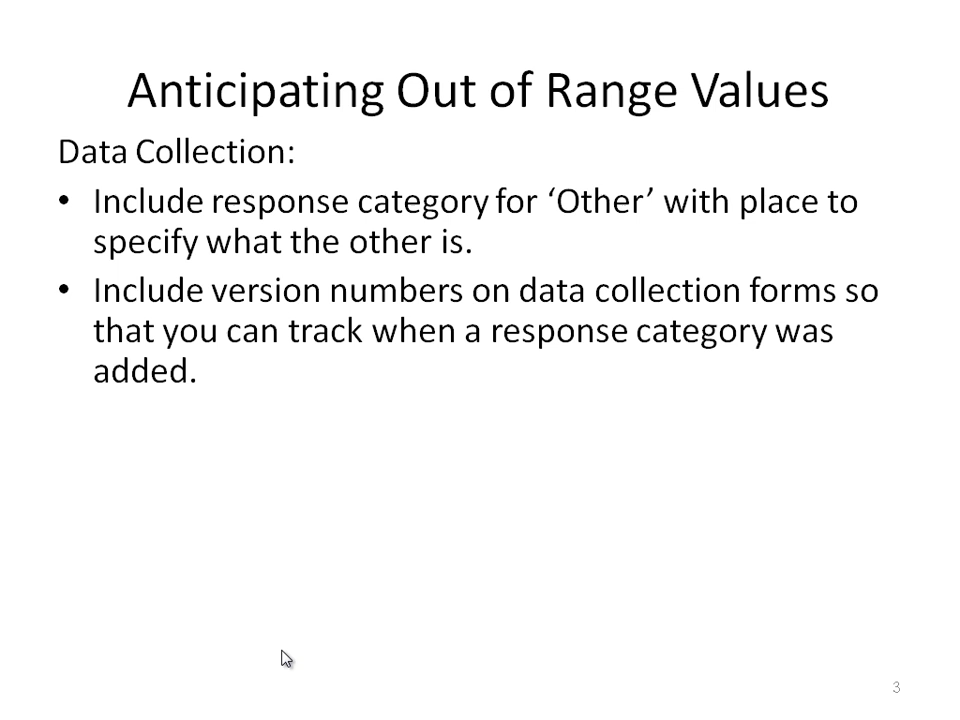 Anticipating Out of Range Values
Data Collection:
• Include response category for ‘Other’ with place to
specify what the other is.
• Include version numbers on data collection forms so
that you can track when a response category was
added.
3